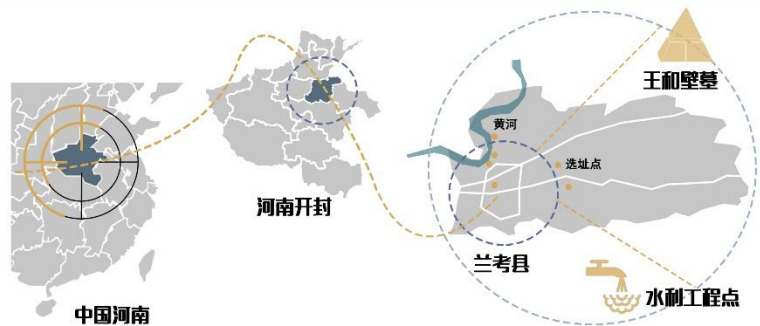 王和壁墓
黄河
选址点
河南开封
兰考县
水利工程点
中国河南